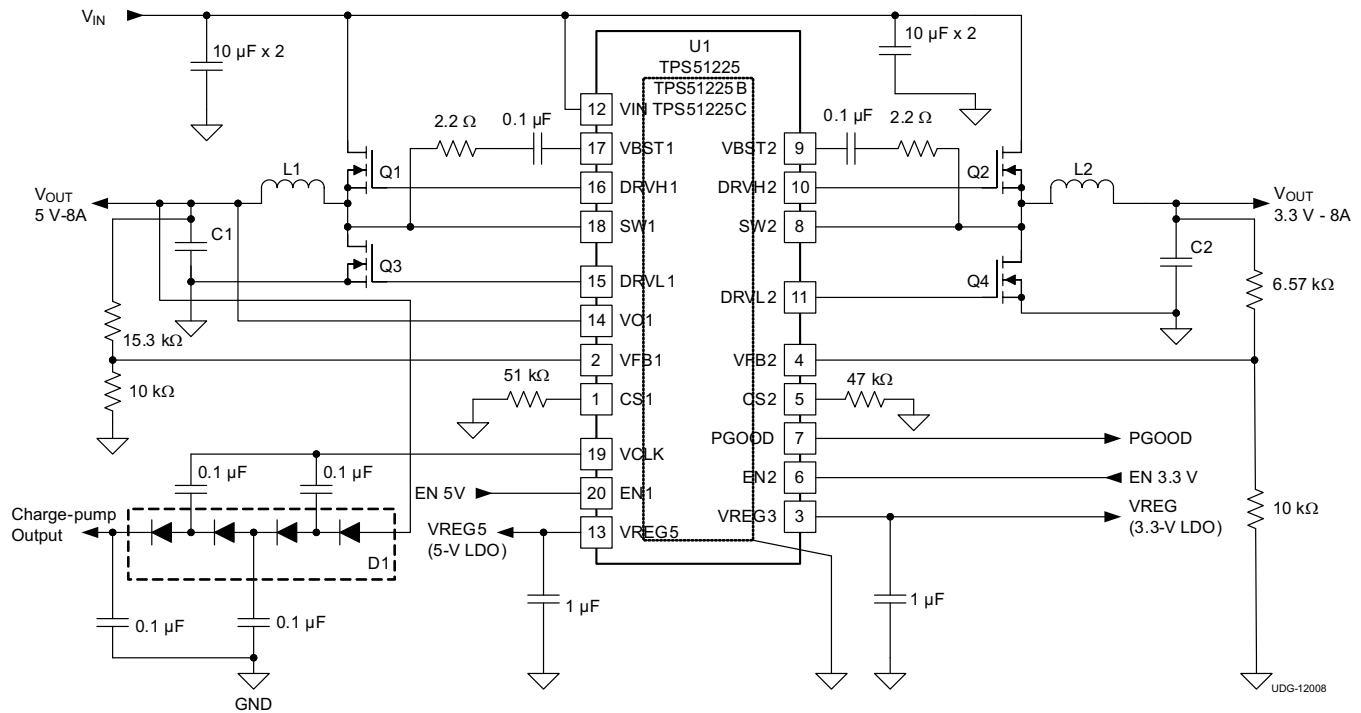 VIN
10 µF x 2
10 µF x 2
U1
TPS51225
TPS51225B
TPS51225C
12 VIN
2.2 Ω
0.1 µF
0.1 µF
2.2 Ω
17 VBST1
VBST2 9
L1
Q1
16 DRVH1
DRVH2 10
Q2
L2
VOUT
5 V-8A
VOUT
3.3 V - 8A
18 SW1
SW2 8
C1
C2
Q3
15 DRVL1
DRVL2 11
Q4
6.57 kΩ
14 VO1
15.3 kΩ
2 VFB1
VFB2 4
10 kΩ
51 kΩ
1 CS1
CS2 5
47 kΩ
PGOOD 7
PGOOD
19 VCLK
0.1 µF
0.1 µF
EN2 6
EN 3.3 V
EN 5V
20 EN1
Charge-pump
Output
VREG5
(5-V LDO)
13 VREG5
VREG3 3
VREG
(3.3-V LDO)
10 kΩ
D1
0.1 µF
0.1 µF
1 µF
1 µF
GND
UDG-12008